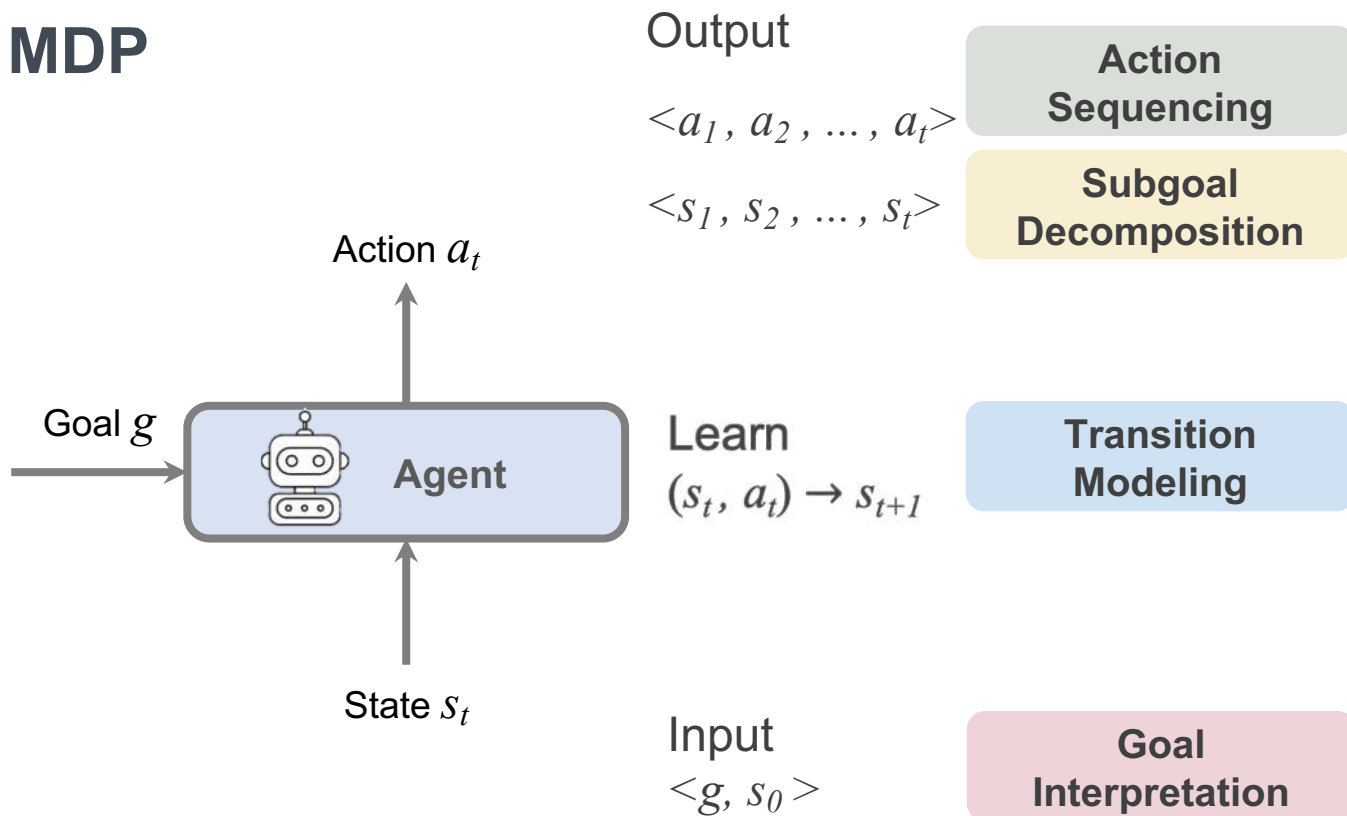 MDP
Output
Action
Sequencing
<a₁, a₂, ... , aₜ>
Subgoal
Decomposition
<s₁, s₂, ... , sₜ>
Action aₜ
Goal g
Agent
Learn
(sₜ, aₜ) → sₜ₊₁
Transition
Modeling
State sₜ
Input
<g, s₀ >
Goal
Interpretation